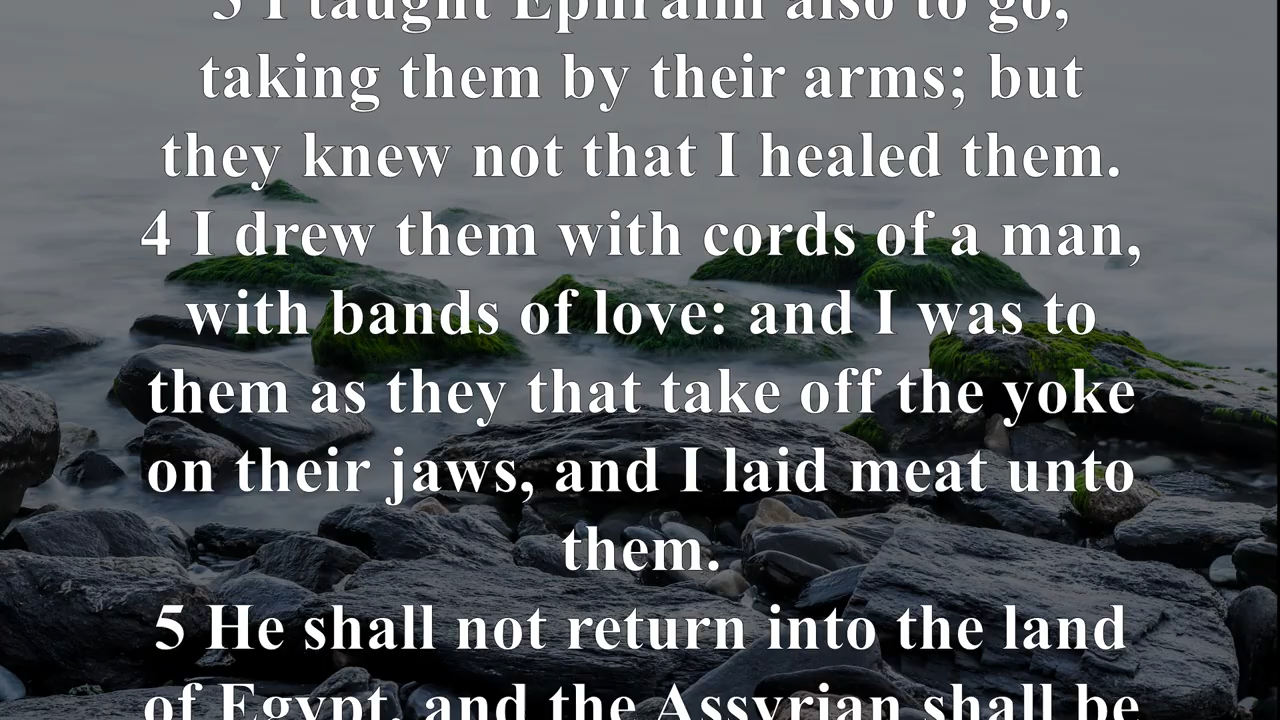 3 I taught Ephraim also to go,
taking them by their arms; but
they knew not that I healed them.
4 I drew them with cords of a man,
with bands of love: and I was to
them as they that take off the yoke
on their jaws, and I laid meat unto
them.
5 He shall not return into the land
of Egypt, and the Assyrian shall be